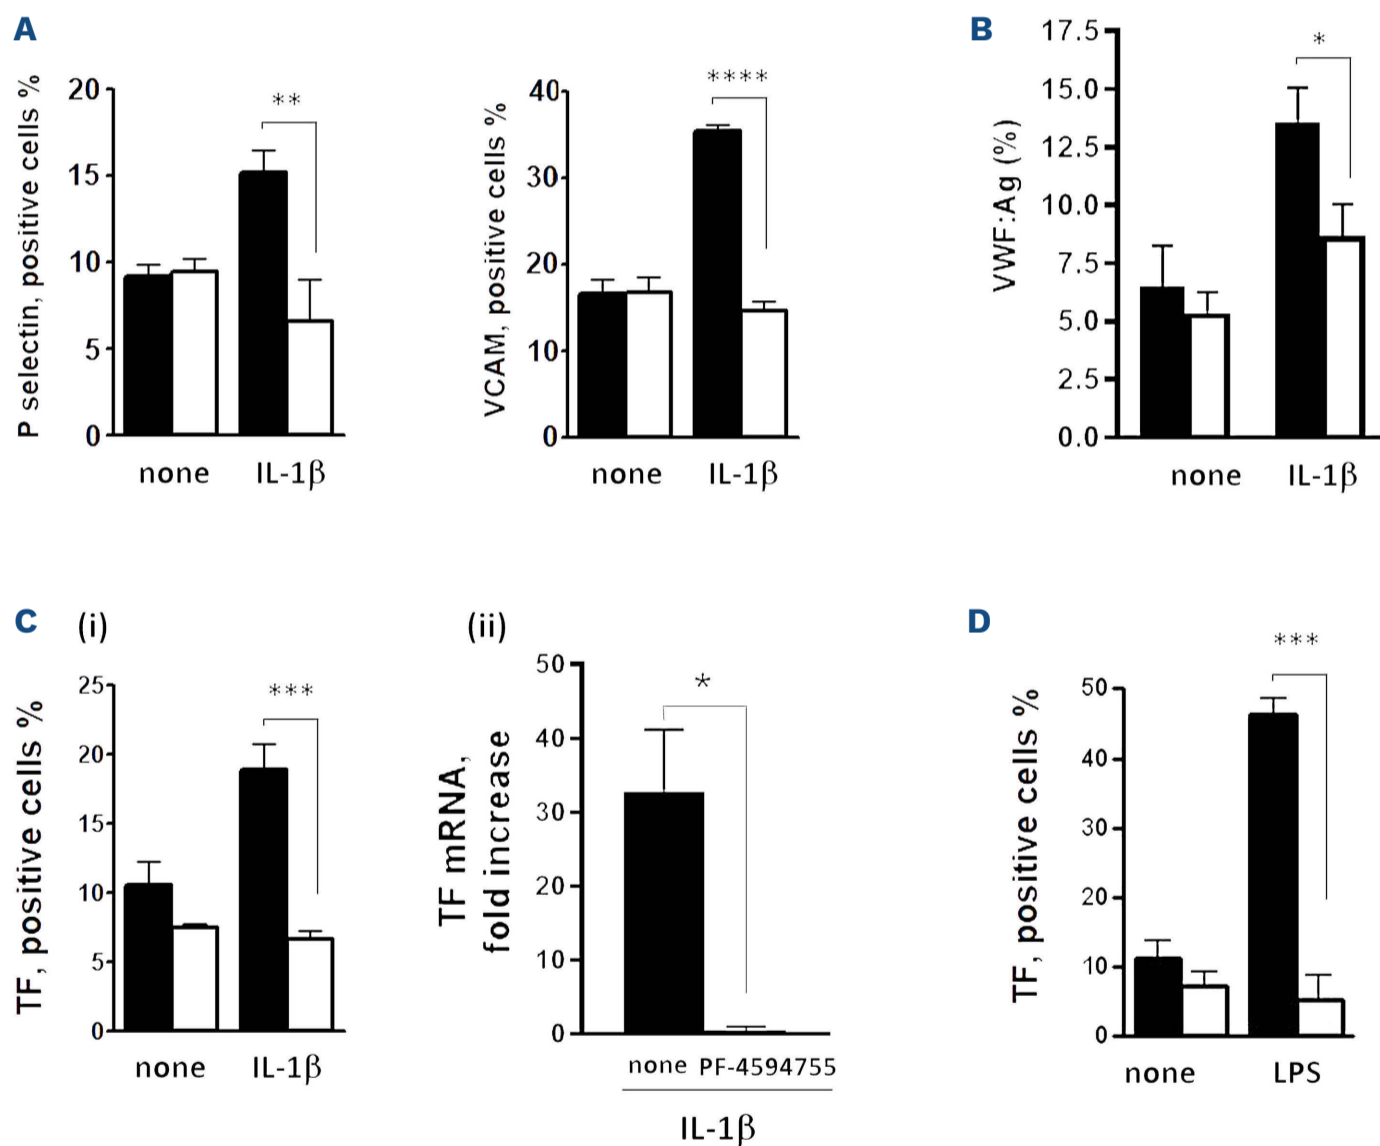 A
P selectin, positive cells %
20
15
10
5
0
**
none IL-1β
VCAM, positive cells %
40
30
20
10
0
****
none IL-1β
B
VWF:Ag (%)
17.5
15.0
12.5
10.0
7.5
5.0
2.5
0.0
*
none IL-1β
C (i)
TF, positive cells %
25
20
15
10
5
0
***
none IL-1β
(ii)
TF mRNA,
fold increase
50
40
30
20
10
0
*
none PF-4594755
IL-1β
D
TF, positive cells %
50
40
30
20
10
0
***
none LPS